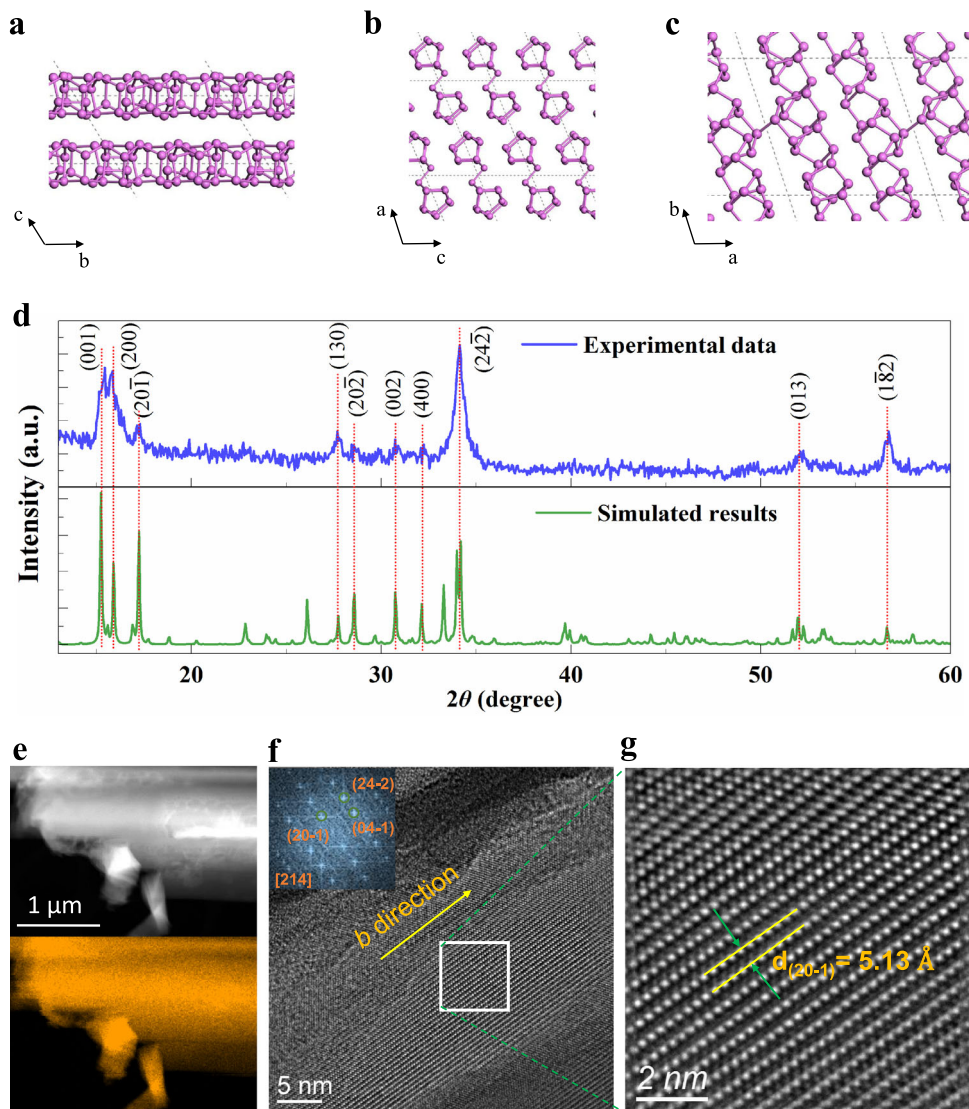 a
b
c
c
b
a
c
b
a
d
(001)
(200)
(201̅)
(130)
(202̅)
(002)
(400)
(242̅)
(013)
(1̅82)
Experimental data
Simulated results
Intensity (a.u.)
20
30
40
50
60
2θ (degree)
e
f
g
1 μm
(24-2)
(20-1)
(04-1)
[214]
b direction
5 nm
d(20-1)= 5.13 Å
2 nm